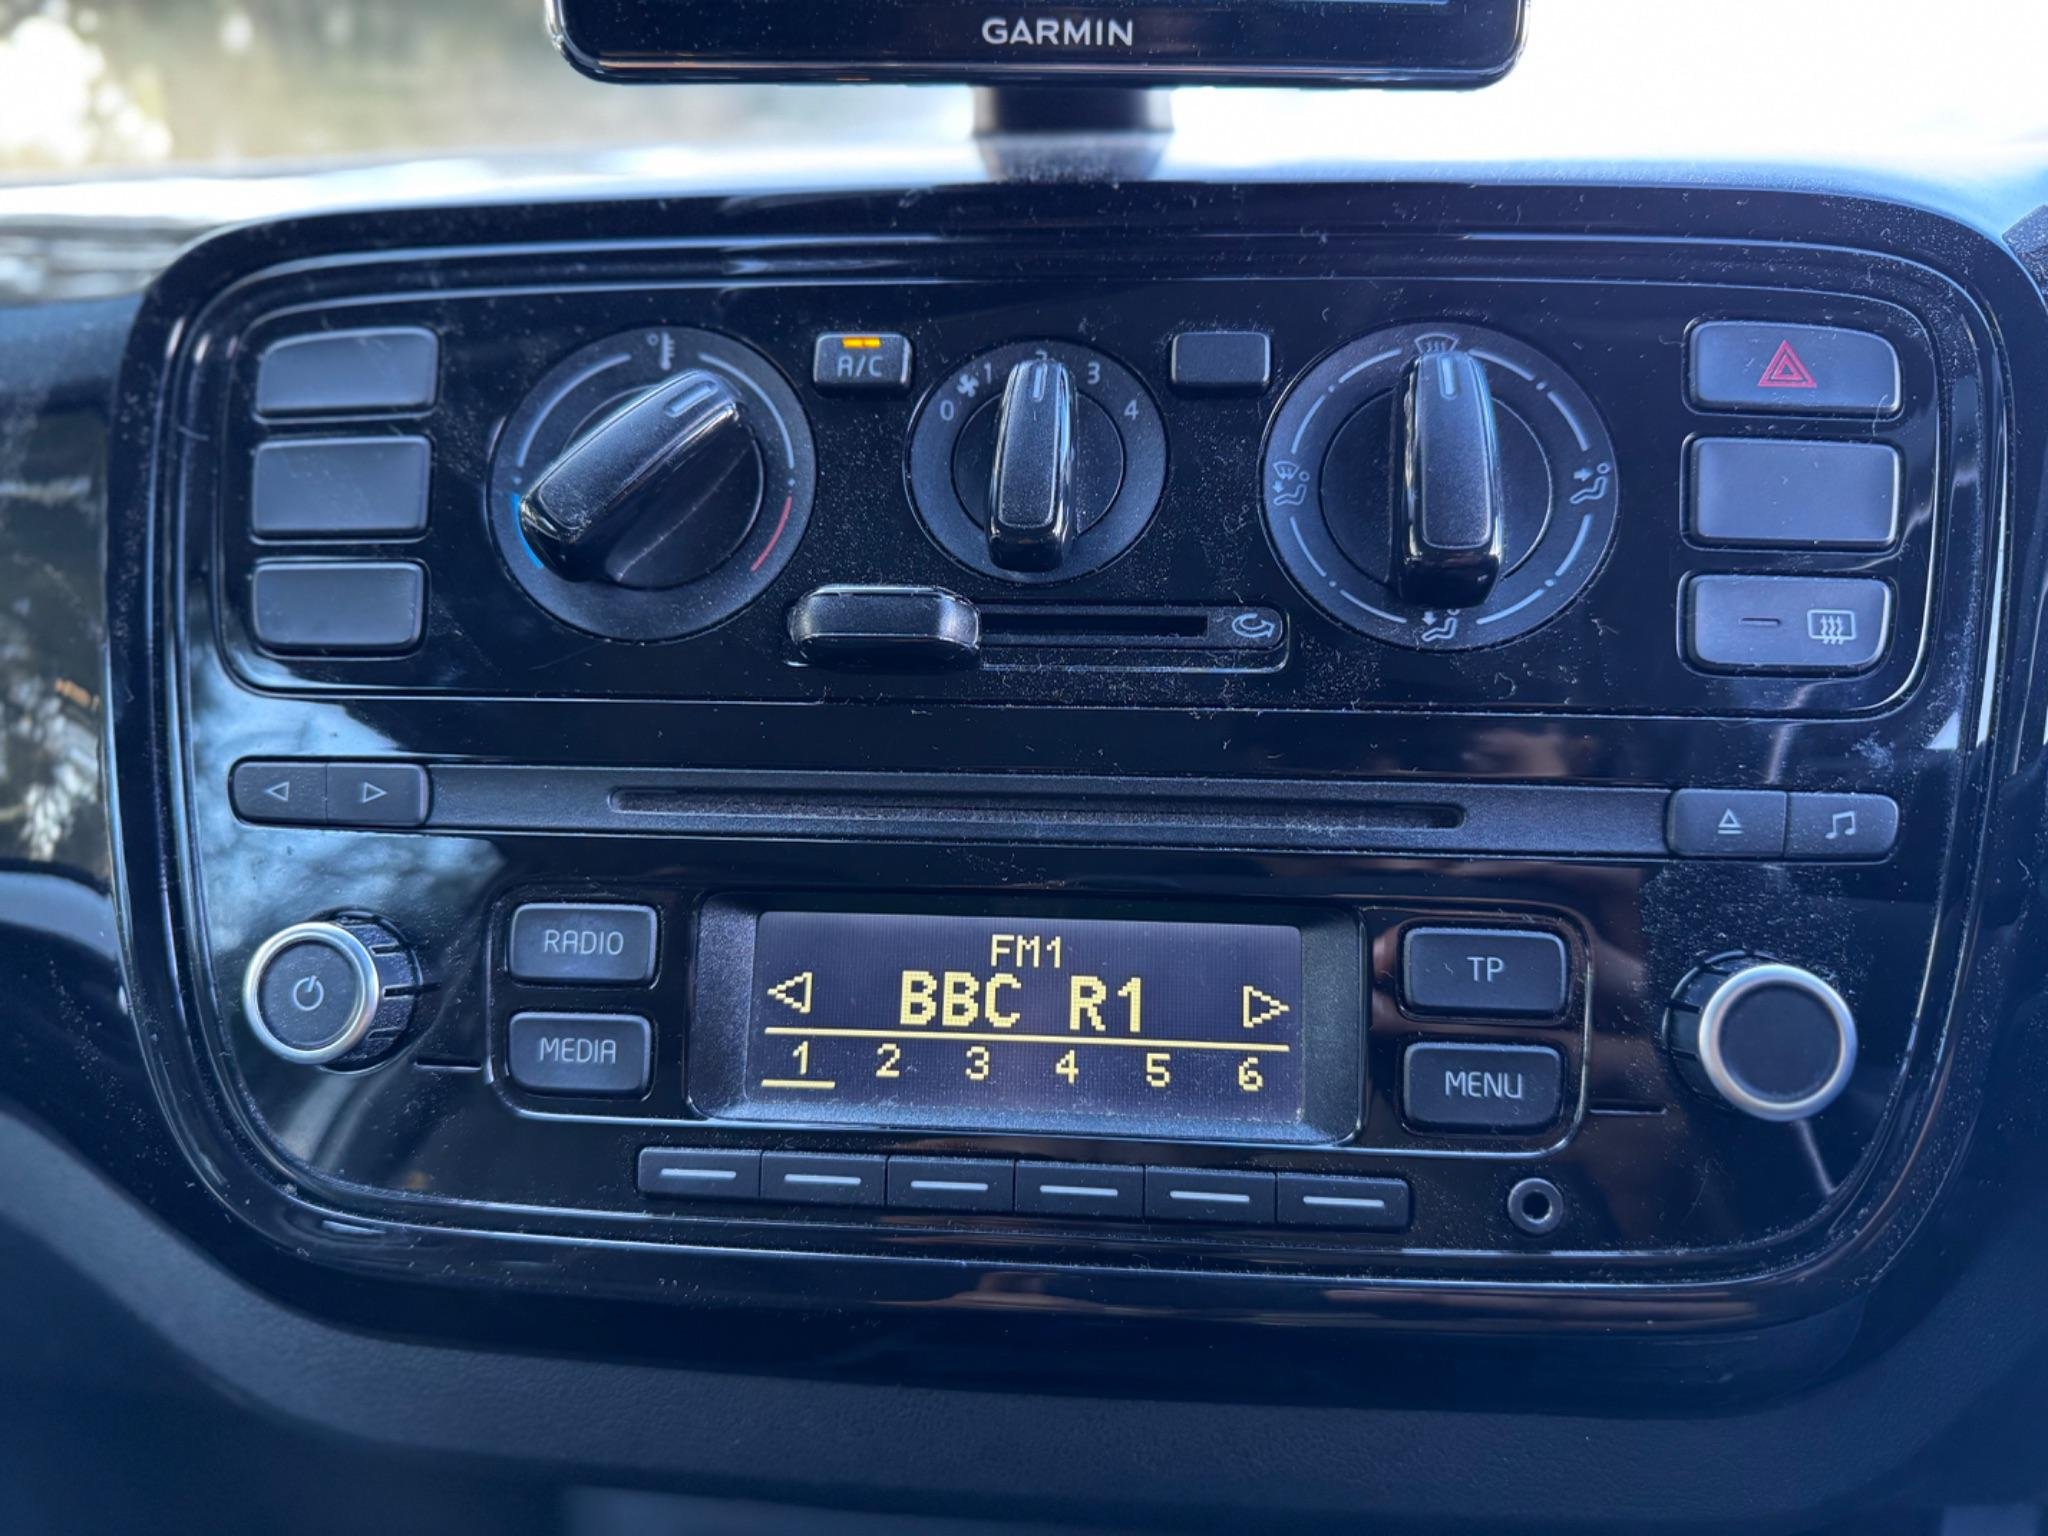 GARMIN
A/C
0 1 2 3 4
RADIO
MEDIA
FM1
BBC R1
1 2 3 4 5 6
TP
MENU